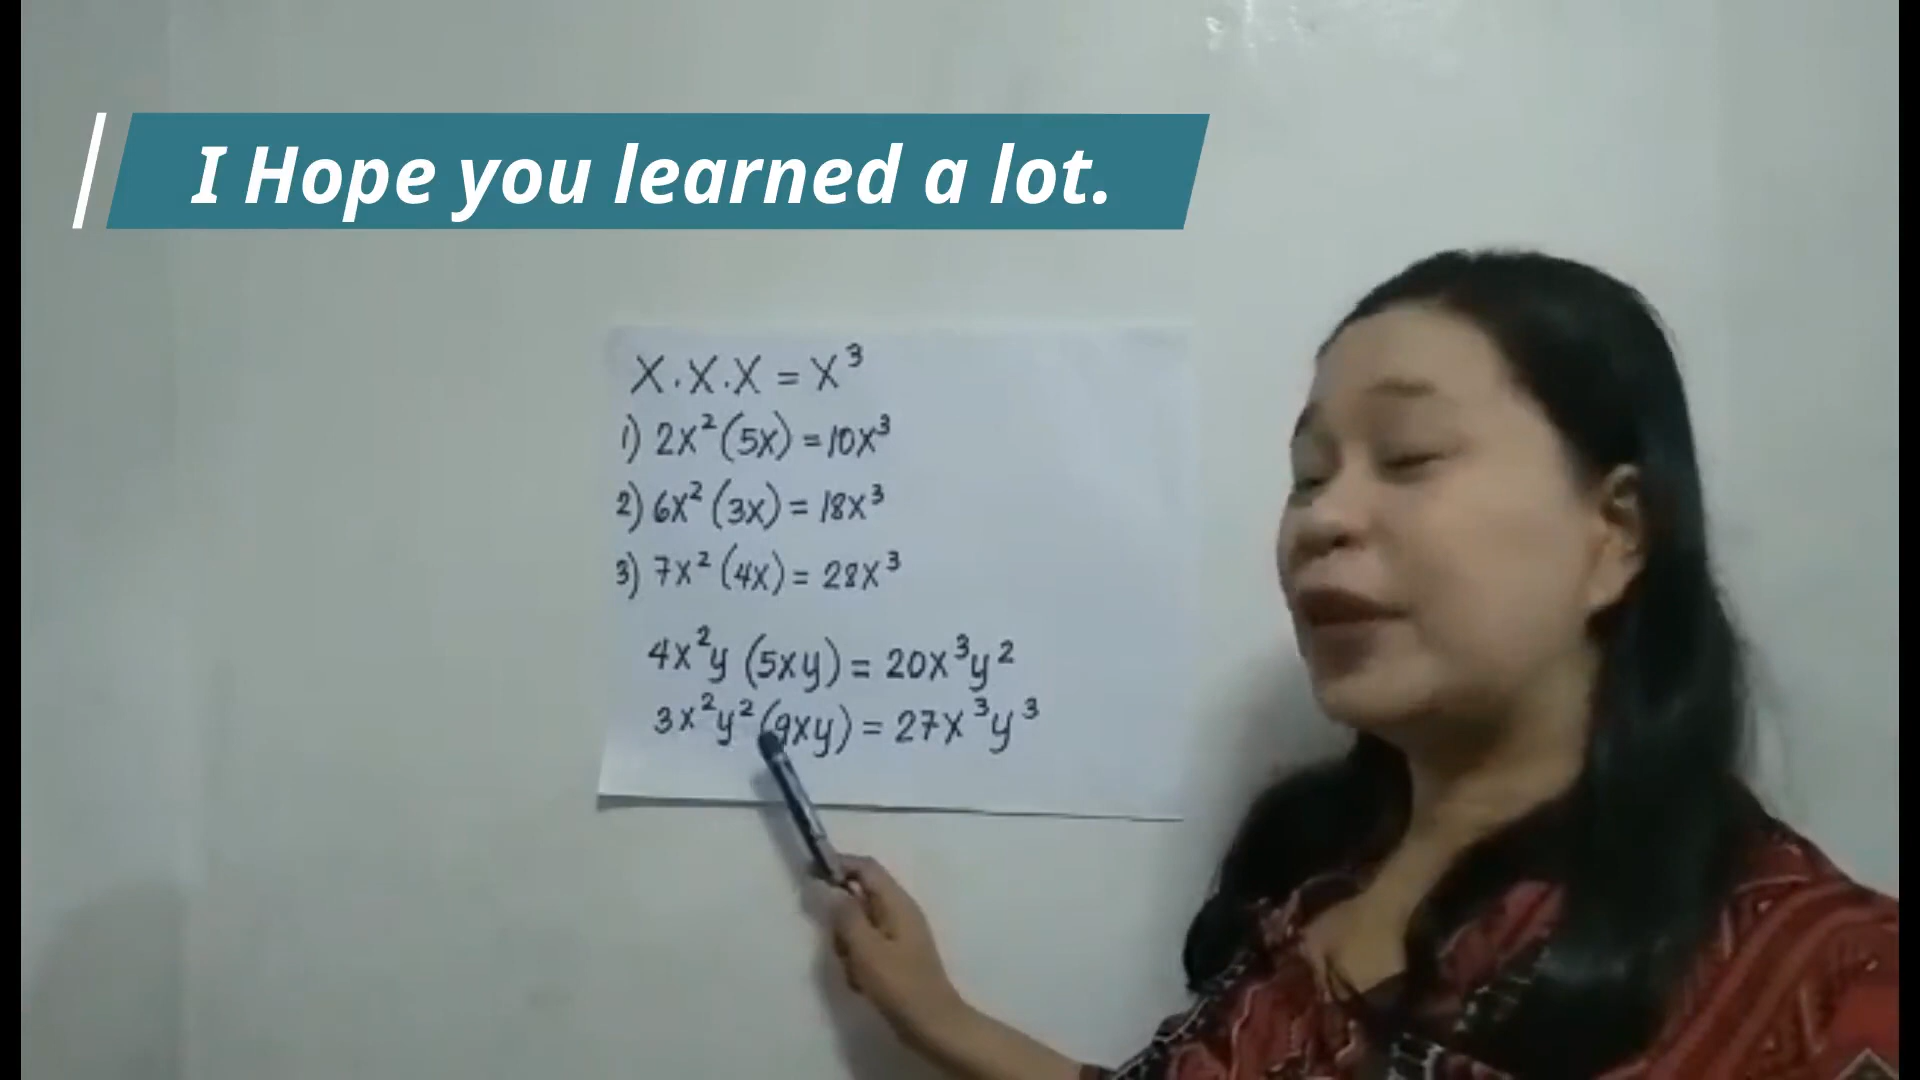 I Hope you learned a lot.
X·X·X = X³
1) 2X²(5X) = 10X³
2) 6X²(3X) = 18X³
3) 7X²(4X) = 28X³
4X²y (5xy) = 20X³y²
3X²y²(9xy) = 27X³y³